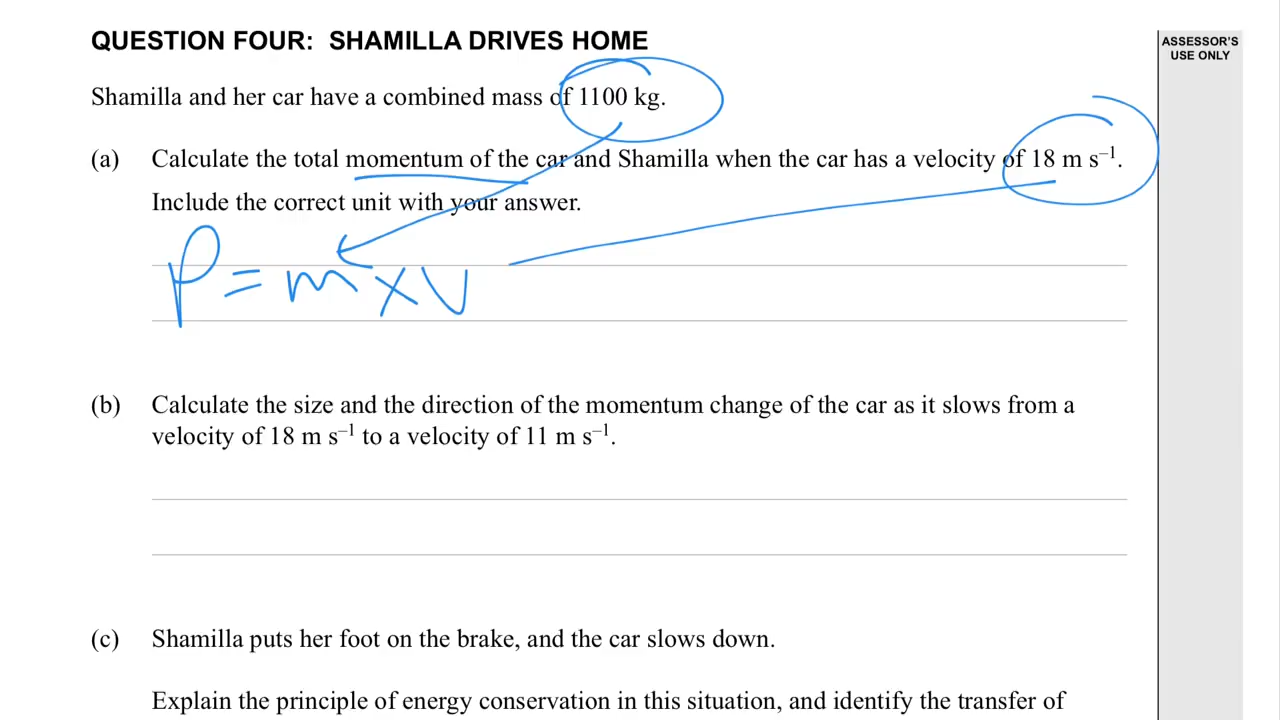 QUESTION FOUR: SHAMILLA DRIVES HOME
ASSESSOR'S
USE ONLY
Shamilla and her car have a combined mass of 1100 kg.
(a) Calculate the total momentum of the car and Shamilla when the car has a velocity of 18 m s⁻¹.
Include the correct unit with your answer.
P = m × v
(b) Calculate the size and the direction of the momentum change of the car as it slows from a
velocity of 18 m s⁻¹ to a velocity of 11 m s⁻¹.
(c) Shamilla puts her foot on the brake, and the car slows down.
Explain the principle of energy conservation in this situation, and identify the transfer of